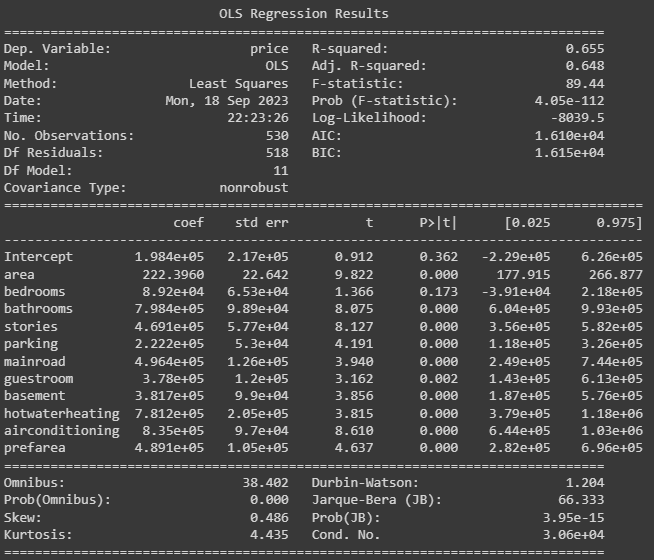 OLS Regression Results
==============================================================================
Dep. Variable:                  price   R-squared:                       0.655
Model:                            OLS   Adj. R-squared:                  0.648
Method:                 Least Squares   F-statistic:                     89.44
Date:                Mon, 18 Sep 2023   Prob (F-statistic):          4.05e-112
Time:                        22:23:26   Log-Likelihood:                -8039.5
No. Observations:                 530   AIC:                         1.610e+04
Df Residuals:                     518   BIC:                         1.615e+04
Df Model:                          11
Covariance Type:            nonrobust
===================================================================================
                      coef    std err          t      P>|t|      [0.025      0.975]
-----------------------------------------------------------------------------------
Intercept        1.984e+05   2.17e+05      0.912      0.362   -2.29e+05    6.26e+05
area              222.3960     22.642      9.822      0.000     177.915     266.877
bedrooms          8.92e+04   6.53e+04      1.366      0.173   -3.91e+04    2.18e+05
bathrooms        7.984e+05   9.89e+04      8.075      0.000    6.04e+05    9.93e+05
stories          4.691e+05   5.77e+04      8.127      0.000    3.56e+05    5.82e+05
parking          2.222e+05    5.3e+04      4.191      0.000    1.18e+05    3.26e+05
mainroad         4.964e+05   1.26e+05      3.940      0.000    2.49e+05    7.44e+05
guestroom         3.78e+05    1.2e+05      3.162      0.002    1.43e+05    6.13e+05
basement         3.817e+05    9.9e+04      3.856      0.000    1.87e+05    5.76e+05
hotwaterheating  7.812e+05   2.05e+05      3.815      0.000    3.79e+05    1.18e+06
airconditioning   8.35e+05    9.7e+04      8.610      0.000    6.44e+05    1.03e+06
prefarea         4.891e+05   1.05e+05      4.637      0.000    2.82e+05    6.96e+05
==============================================================================
Omnibus:                       38.402   Durbin-Watson:                   1.204
Prob(Omnibus):                  0.000   Jarque-Bera (JB):               66.333
Skew:                           0.486   Prob(JB):                     3.95e-15
Kurtosis:                       4.435   Cond. No.                     3.06e+04
==============================================================================